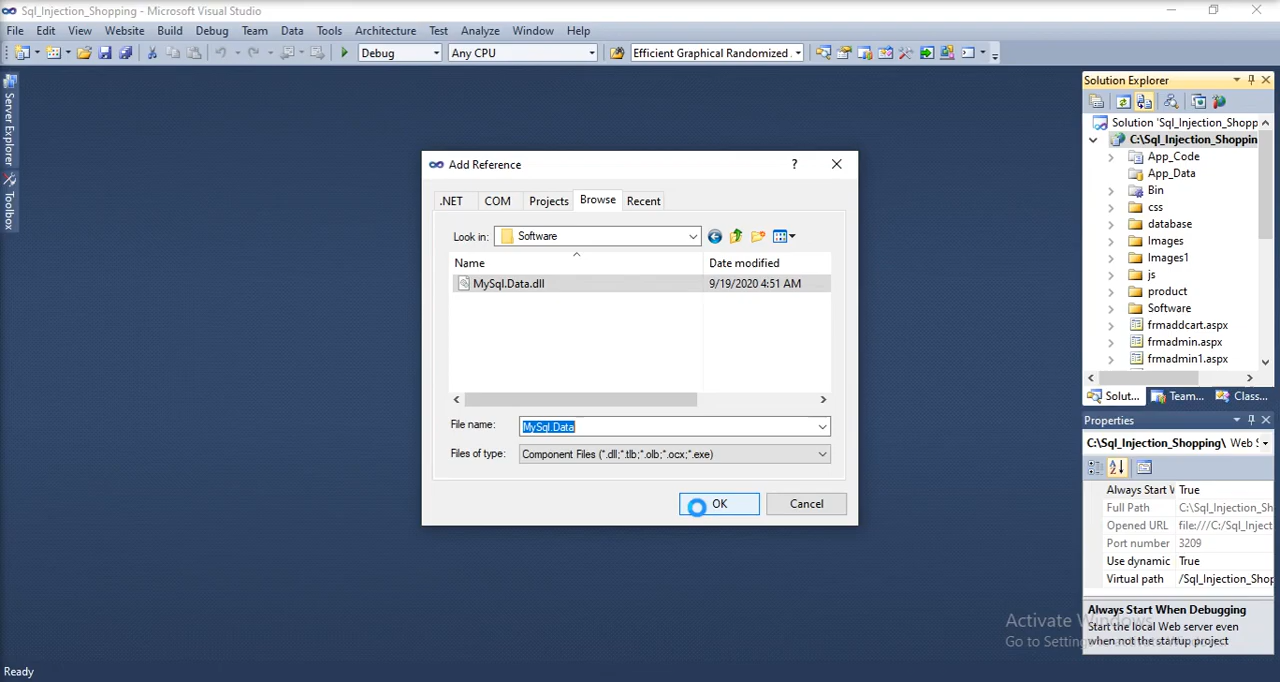 Sql_Injection_Shopping - Microsoft Visual Studio
File Edit View Website Build Debug Team Data Tools Architecture Test Analyze Window Help
Debug Any CPU Efficient Graphical Randomized.
Server Explorer
Toolbox
Add Reference ?
.NET COM Projects Browse Recent
Look in: Software
Name Date modified
MySql.Data.dll 9/19/2020 4:51 AM
File name: MySql.Data
Files of type: Component Files (*.dll;*.tlb;*.olb;*.ocx;*.exe)
OK Cancel
Solution Explorer
Solution 'Sql_Injection_Shopp
C:\Sql_Injection_Shoppin
App_Code
App_Data
Bin
css
database
Images
Images1
js
product
Software
frmaddcart.aspx
frmadmin.aspx
frmadmin1.aspx
Solut... Team... Class...
Properties
C:\Sql_Injection_Shopping\ Web S
Always Start V True
Full Path C:\Sql_Injection_Sh
Opened URL file:///C:/Sql_Inject
Port number 3209
Use dynamic True
Virtual path /Sql_Injection_Shop
Always Start When Debugging
Start the local Web server even
when not the startup project
Activate Windows
Go to Settings
Ready